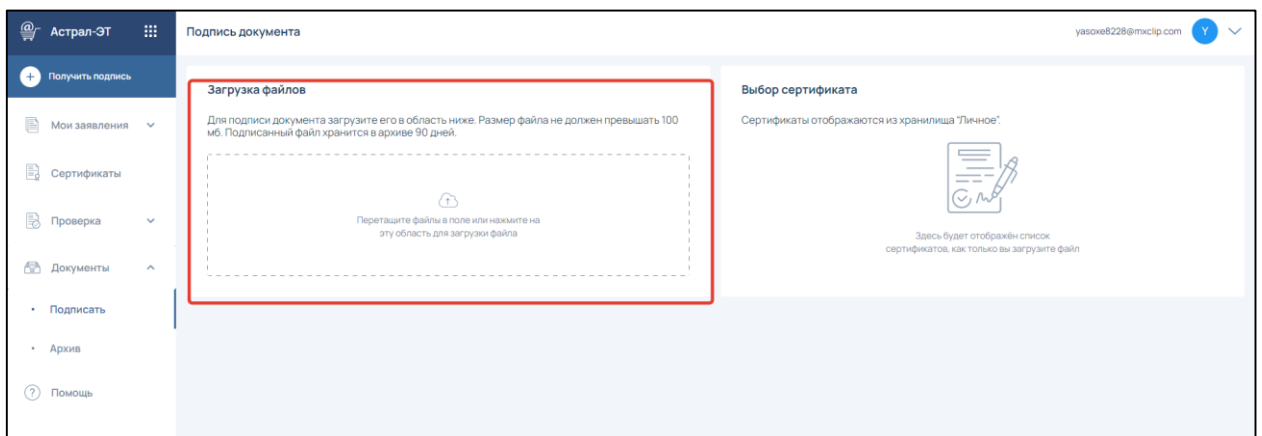 Астрал-ЭТ
Подпись документа
yasoxe8228@mxclip.com
Y
Получить подпись
Мои заявления
Сертификаты
Проверка
Документы
Подписать
Архив
Помощь
Загрузка файлов
Для подписи документа загрузите его в область ниже. Размер файла не должен превышать 100
мб. Подписанный файл хранится в архиве 90 дней.
Перетащите файлы в поле или нажмите на
эту область для загрузки файла
Выбор сертификата
Сертификаты отображаются из хранилища "Личное".
Здесь будет отображён список
сертификатов, как только вы загрузите файл